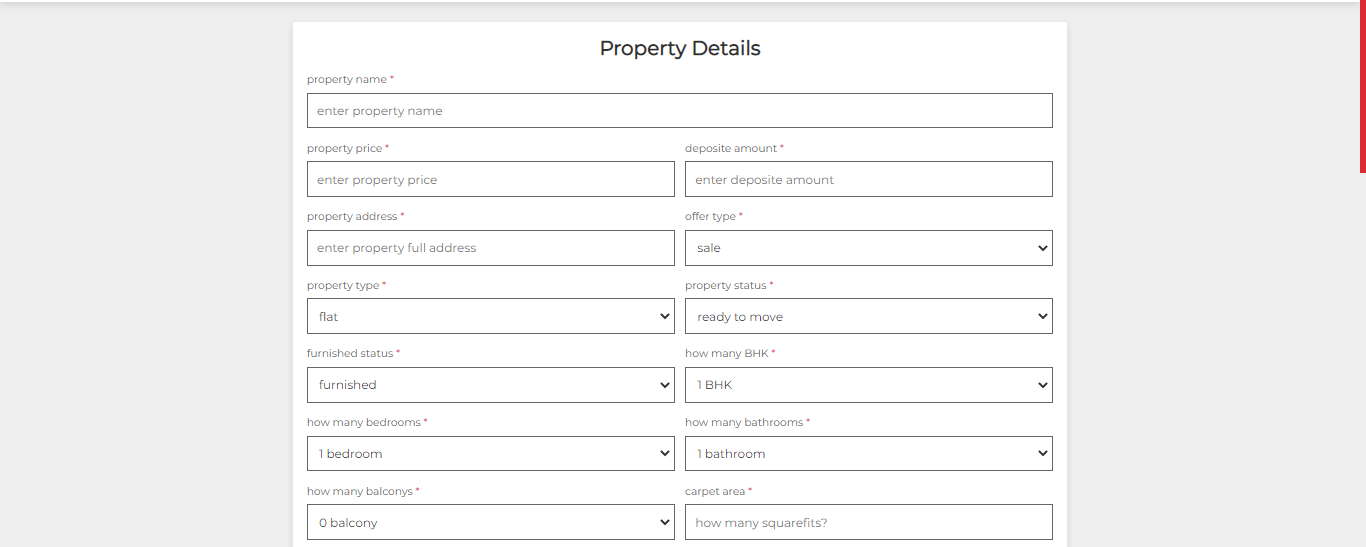 Property Details
property name *
enter property name
property price * deposite amount *
enter property price enter deposite amount
property address * offer type *
enter property full address sale
property type * property status *
flat ready to move
furnished status * how many BHK *
furnished 1 BHK
how many bedrooms * how many bathrooms *
1 bedroom 1 bathroom
how many balconys * carpet area *
0 balcony how many squarefits?